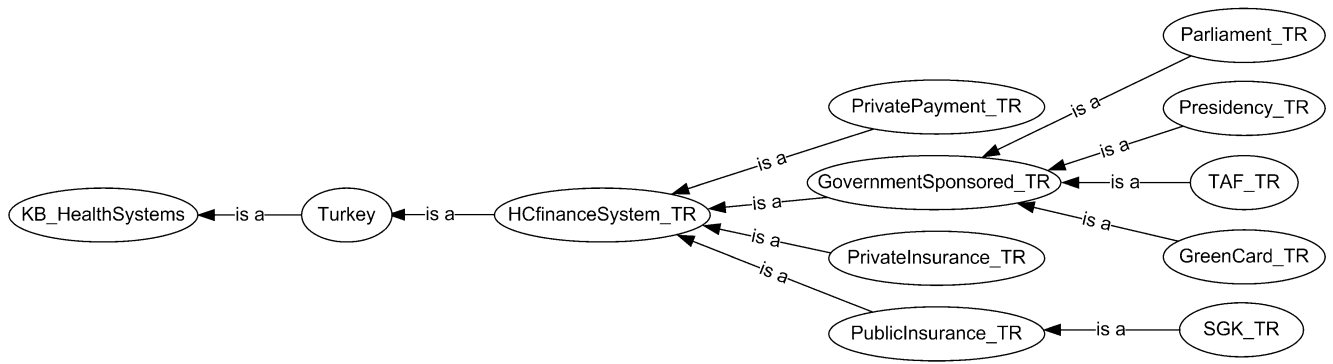 Parliament_TR
is a
PrivatePayment_TR
Presidency_TR
is a
is a
GovernmentSponsored_TR
is a
TAF_TR
KB_HealthSystems
is a
Turkey
is a
HCfinanceSystem_TR
is a
is a
is a
PrivateInsurance_TR
GreenCard_TR
is a
PublicInsurance_TR
is a
SGK_TR